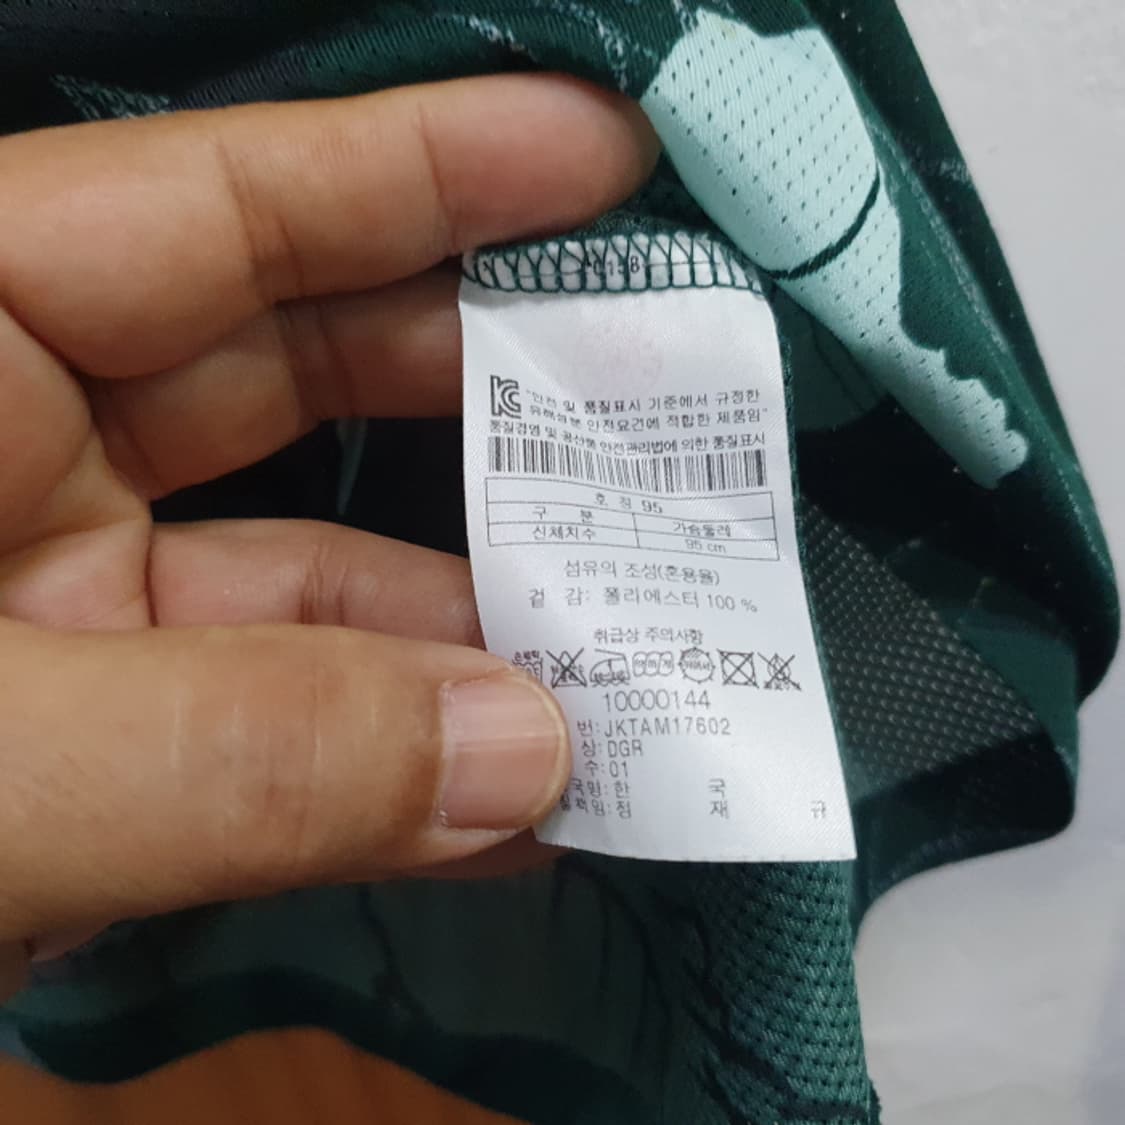 0158
"안전 및 품질표시 기준에서 규정한
유해성분 안전요건에 적합한 제품임"
품질경영 및 공산품 안전관리법에 의한 품질표시
호 칭 95
구 분 가슴둘레
신체치수 95 cm
섬유의 조성(혼용율)
겉 감: 폴리에스터 100 %
취급상 주의사항
10000144
번: JKTAM17602
상: DGR
수: 01
국명: 한 국
책임: 정 재 규